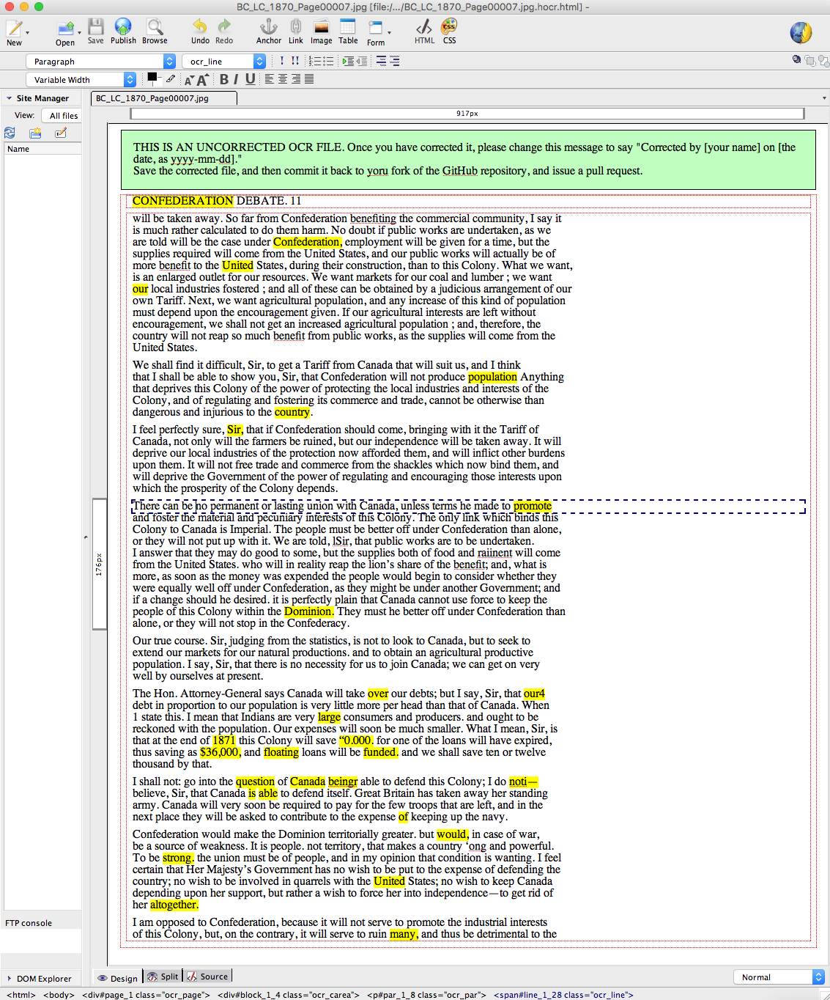 BC_LC_1870_Page00007.jpg [file:/.../BC_LC_1870_Page00007.jpg.hocr.html] -
New Open Save Publish Browse Undo Redo Anchor Link Image Table Form HTML CSS
Paragraph ocr_line ! !!
Variable Width A A B I U
Site Manager
BC_LC_1870_Page00007.jpg
View: All files
917px
Name
THIS IS AN UNCORRECTED OCR FILE. Once you have corrected it, please change this message to say "Corrected by [your name] on [the
date, as yyyy-mm-dd]."
Save the corrected file, and then commit it back to yoru fork of the GitHub repository, and issue a pull request.
CONFEDERATION DEBATE. 11
will be taken away. So far from Confederation benefiting the commercial community, I say it
is much rather calculated to do them harm. No doubt if public works are undertaken, as we
are told will be the case under Confederation, employment will be given for a time, but the
supplies required will come from the United States, and our public works will actually be of
more benefit to the United States, during their construction, than to this Colony. What we want,
is an enlarged outlet for our resources. We want markets for our coal and lumber ; we want
our local industries fostered ; and all of these can be obtained by a judicious arrangement of our
own Tariff. Next, we want agricultural population, and any increase of this kind of population
must depend upon the encouragement given. If our agricultural interests are left without
encouragement, we shall not get an increased agricultural population ; and, therefore, the
country will not reap so much benefit from public works, as the supplies will come from the
United States.
We shall find it difficult, Sir, to get a Tariff from Canada that will suit us, and I think
that I shall be able to show you, Sir, that Confederation will not produce population Anything
that deprives this Colony of the power of protecting the local industries and interests of the
Colony, and of regulating and fostering its commerce and trade, cannot be otherwise than
dangerous and injurious to the country.
I feel perfectly sure, Sir, that if Confederation should come, bringing with it the Tariff of
Canada, not only will the farmers be ruined, but our independence will be taken away. It will
deprive our local industries of the protection now afforded them, and will inflict other burdens
upon them. It will not free trade and commerce from the shackles which now bind them, and
will deprive the Government of the power of regulating and encouraging those interests upon
which the prosperity of the Colony depends.
There can be no permanent or lasting union with Canada, unless terms he made to promote
and foster the material and pecuniary interests of this Colony. The only link which binds this
Colony to Canada is Imperial. The people must be better off under Confederation than alone,
or they will not put up with it. We are told, lSir, that public works are to be undertaken.
I answer that they may do good to some, but the supplies both of food and raiinent will come
from the United States. who will in reality reap the lion’s share of the benefit; and, what is
more, as soon as the money was expended the people would begin to consider whether they
were equally well off under Confederation, as they might be under another Government; and
if a change should he desired. it is perfectly plain that Canada cannot use force to keep the
people of this Colony within the Dominion. They must he better off under Confederation than
alone, or they will not stop in the Confederacy.
176px
Our true course. Sir, judging from the statistics, is not to look to Canada, but to seek to
extend our markets for our natural productions. and to obtain an agricultural productive
population. I say, Sir, that there is no necessity for us to join Canada; we can get on very
well by ourselves at present.
The Hon. Attorney-General says Canada will take over our debts; but I say, Sir, that our4
debt in proportion to our population is very little more per head than that of Canada. When
1 state this. I mean that Indians are very large consumers and producers. and ought to be
reckoned with the population. Our expenses will soon be much smaller. What I mean, Sir, is
that at the end of 1871 this Colony will save “0.000. for one of the loans will have expired,
thus saving as $36,000, and floating loans will be funded. and we shall save ten or twelve
thousand by that.
I shall not: go into the question of Canada beingr able to defend this Colony; I do noti—
believe, Sir, that Canada is able to defend itself. Great Britain has taken away her standing
army. Canada will very soon be required to pay for the few troops that are left, and in the
next place they will be asked to contribute to the expense of keeping up the navy.
Confederation would make the Dominion territorially greater. but would, in case of war,
be a source of weakness. It is people. not territory, that makes a country ‘ong and powerful.
To be strong. the union must be of people, and in my opinion that condition is wanting. I feel
certain that Her Majesty’s Government has no wish to be put to the expense of defending the
country; no wish to be involved in quarrels with the United States; no wish to keep Canada
depending upon her support, but rather a wish to force her into independence—to get rid of
her altogether.
I am opposed to Confederation, because it will not serve to promote the industrial interests
of this Colony, but, on the contrary, it will serve to ruin many, and thus be detrimental to the
FTP console
DOM Explorer
Design Split Source Normal
<html> <body> <div#page_1 class="ocr_page"> <div#block_1_4 class="ocr_carea"> <p#par_1_8 class="ocr_par"> <span#line_1_28 class="ocr_line">